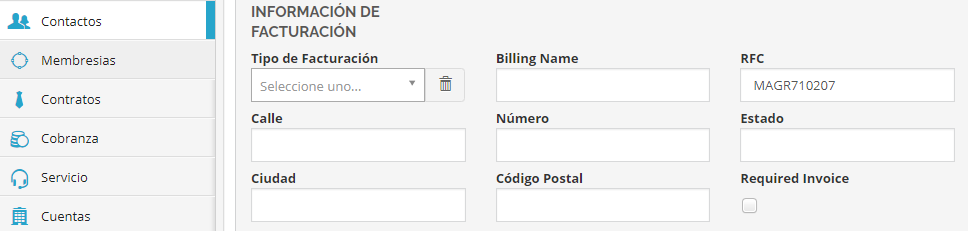 Contactos
Membresias
Contratos
Cobranza
Servicio
Cuentas
INFORMACIÓN DE
FACTURACIÓN
Tipo de Facturación
Billing Name
RFC
Seleccione uno...
MAGR710207
Calle
Número
Estado
Ciudad
Código Postal
Required Invoice